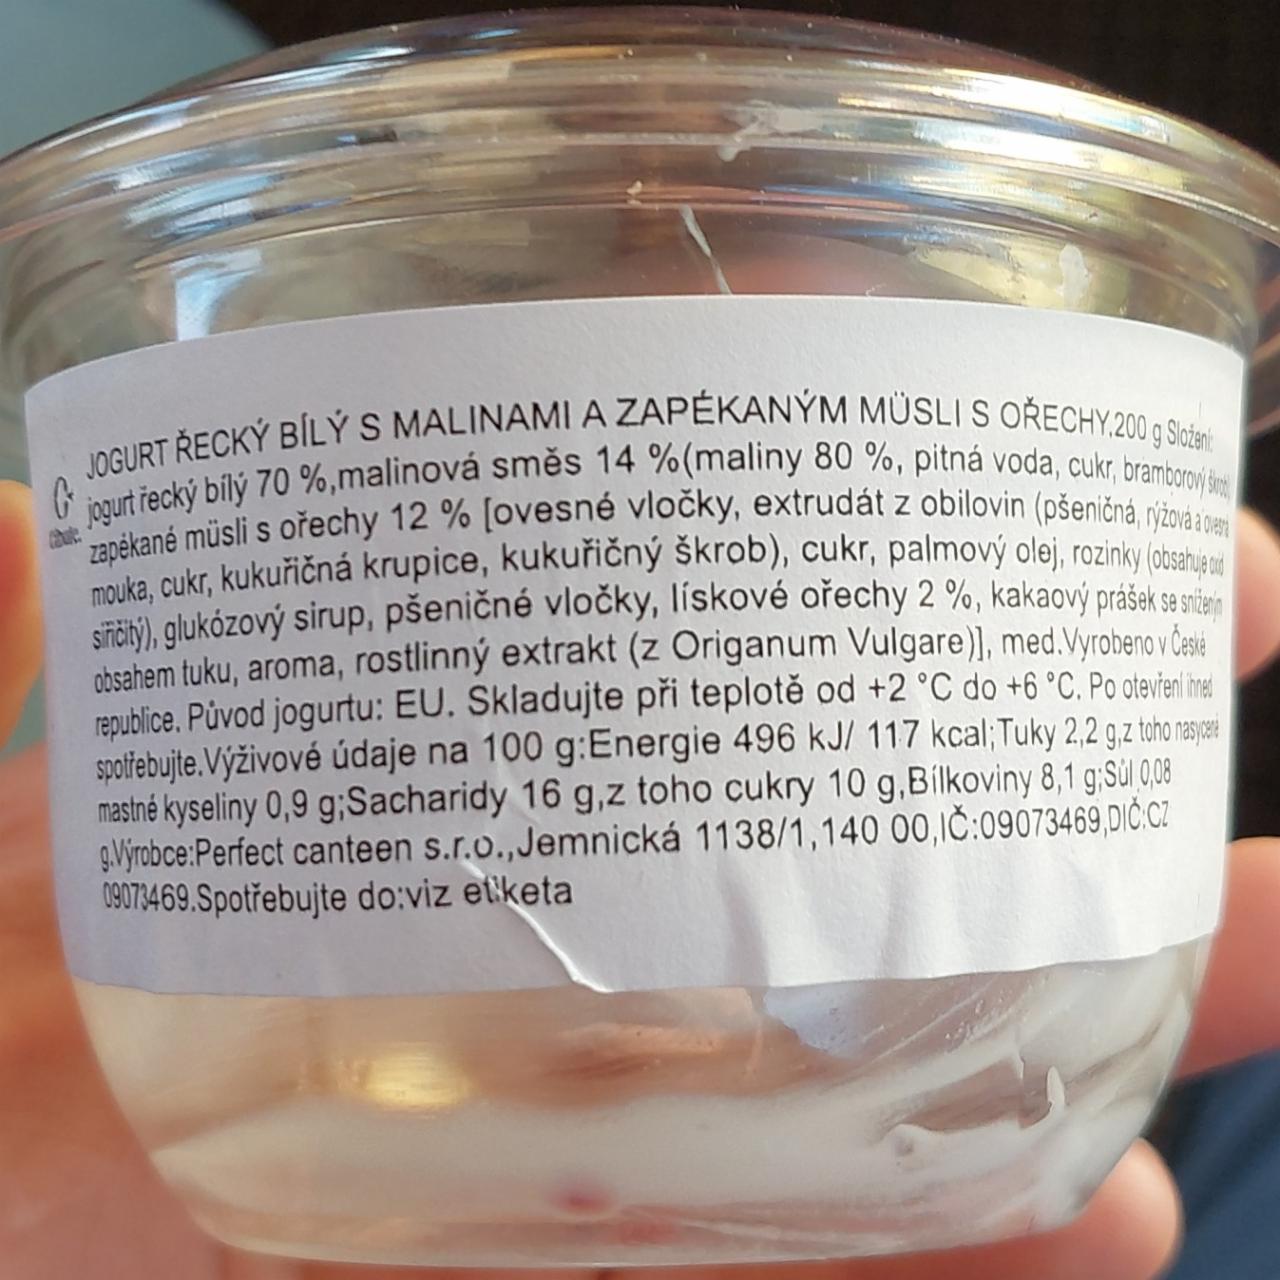 JOGURT ŘECKÝ BÍLÝ S MALINAMI A ZAPÉKANÝM MÜSLI S OŘECHY,200 g Složení:
jogurt řecký bílý 70 %,malinová směs 14 %(maliny 80 %, pitná voda, cukr, bramborový škrob)
zapékané müsli s ořechy 12 % [ovesné vločky, extrudát z obilovin (pšeničná, rýžová a ovesná
mouka, cukr, kukuřičná krupice, kukuřičný škrob), cukr, palmový olej, rozinky (obsahuje oxid
siřičitý), glukózový sirup, pšeničné vločky, lískové ořechy 2 %, kakaový prášek se sníženým
obsahem tuku, aroma, rostlinný extrakt (z Origanum Vulgare)], med.Vyrobeno v České
republice. Původ jogurtu: EU. Skladujte při teplotě od +2 °C do +6 °C. Po otevření ihned
spotřebujte.Výživové údaje na 100 g:Energie 496 kJ/ 117 kcal;Tuky 2,2 g,z toho nasycené
mastné kyseliny 0,9 g;Sacharidy 16 g,z toho cukry 10 g,Bílkoviny 8,1 g;Sůl 0,08
g.Výrobce:Perfect canteen s.r.o.,Jemnická 1138/1,140 00,IČ:09073469,DIČ:CZ
09073469.Spotřebujte do:viz etiketa